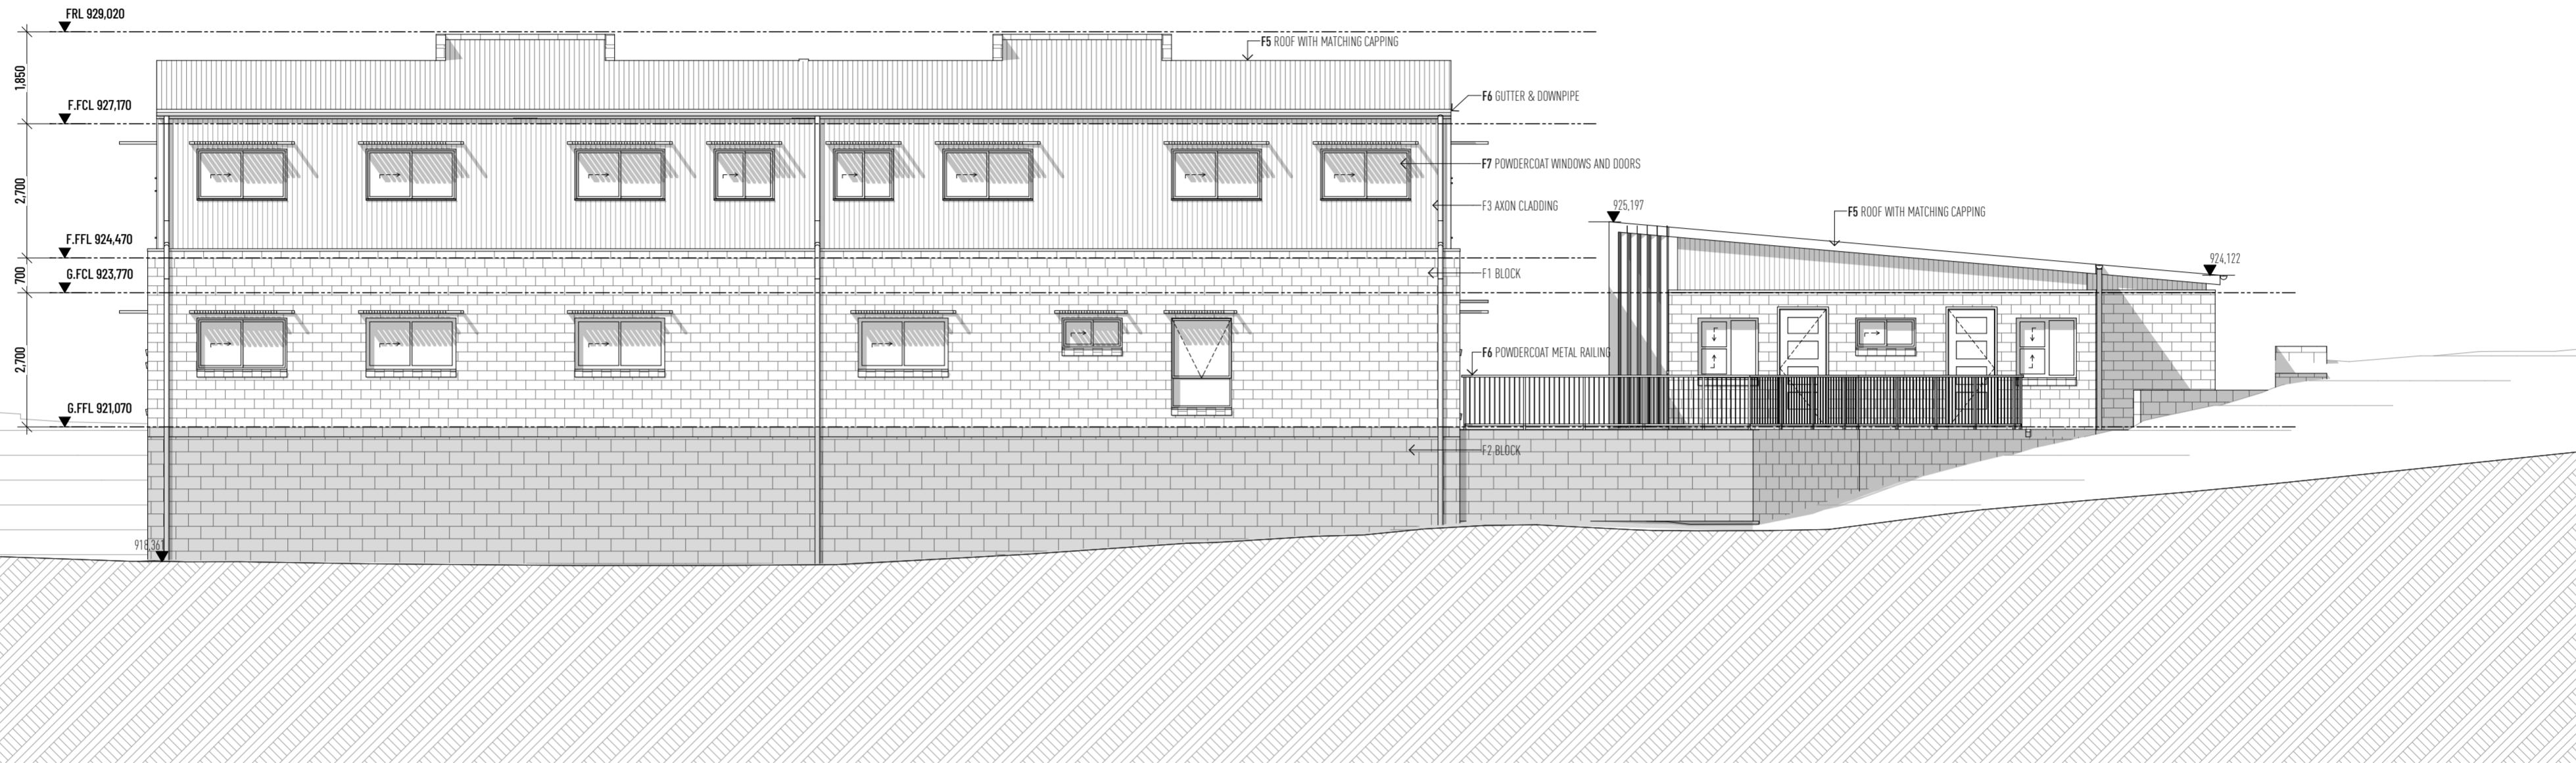 FRL 929,020
F5 ROOF WITH MATCHING CAPPING
1,850
F6 GUTTER & DOWNPIPE
F.FCL 927,170
F7 POWDERCOAT WINDOWS AND DOORS
2,700
F3 AXON CLADDING
925,197
F5 ROOF WITH MATCHING CAPPING
F.FFL 924,470
924,122
700
G.FCL 923,770
F1 BLOCK
2,700
F6 POWDERCOAT METAL RAILING
G.FFL 921,070
F2 BLOCK
918,361